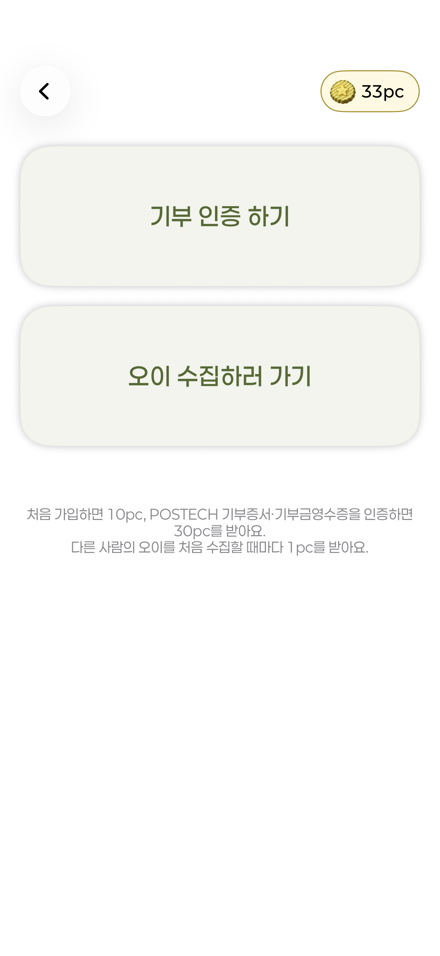 33pc
기부 인증 하기
오이 수집하러 가기
처음 가입하면 10pc, POSTECH 기부증서·기부금영수증을 인증하면
30pc를 받아요.
다른 사람의 오이를 처음 수집할 때마다 1pc를 받아요.